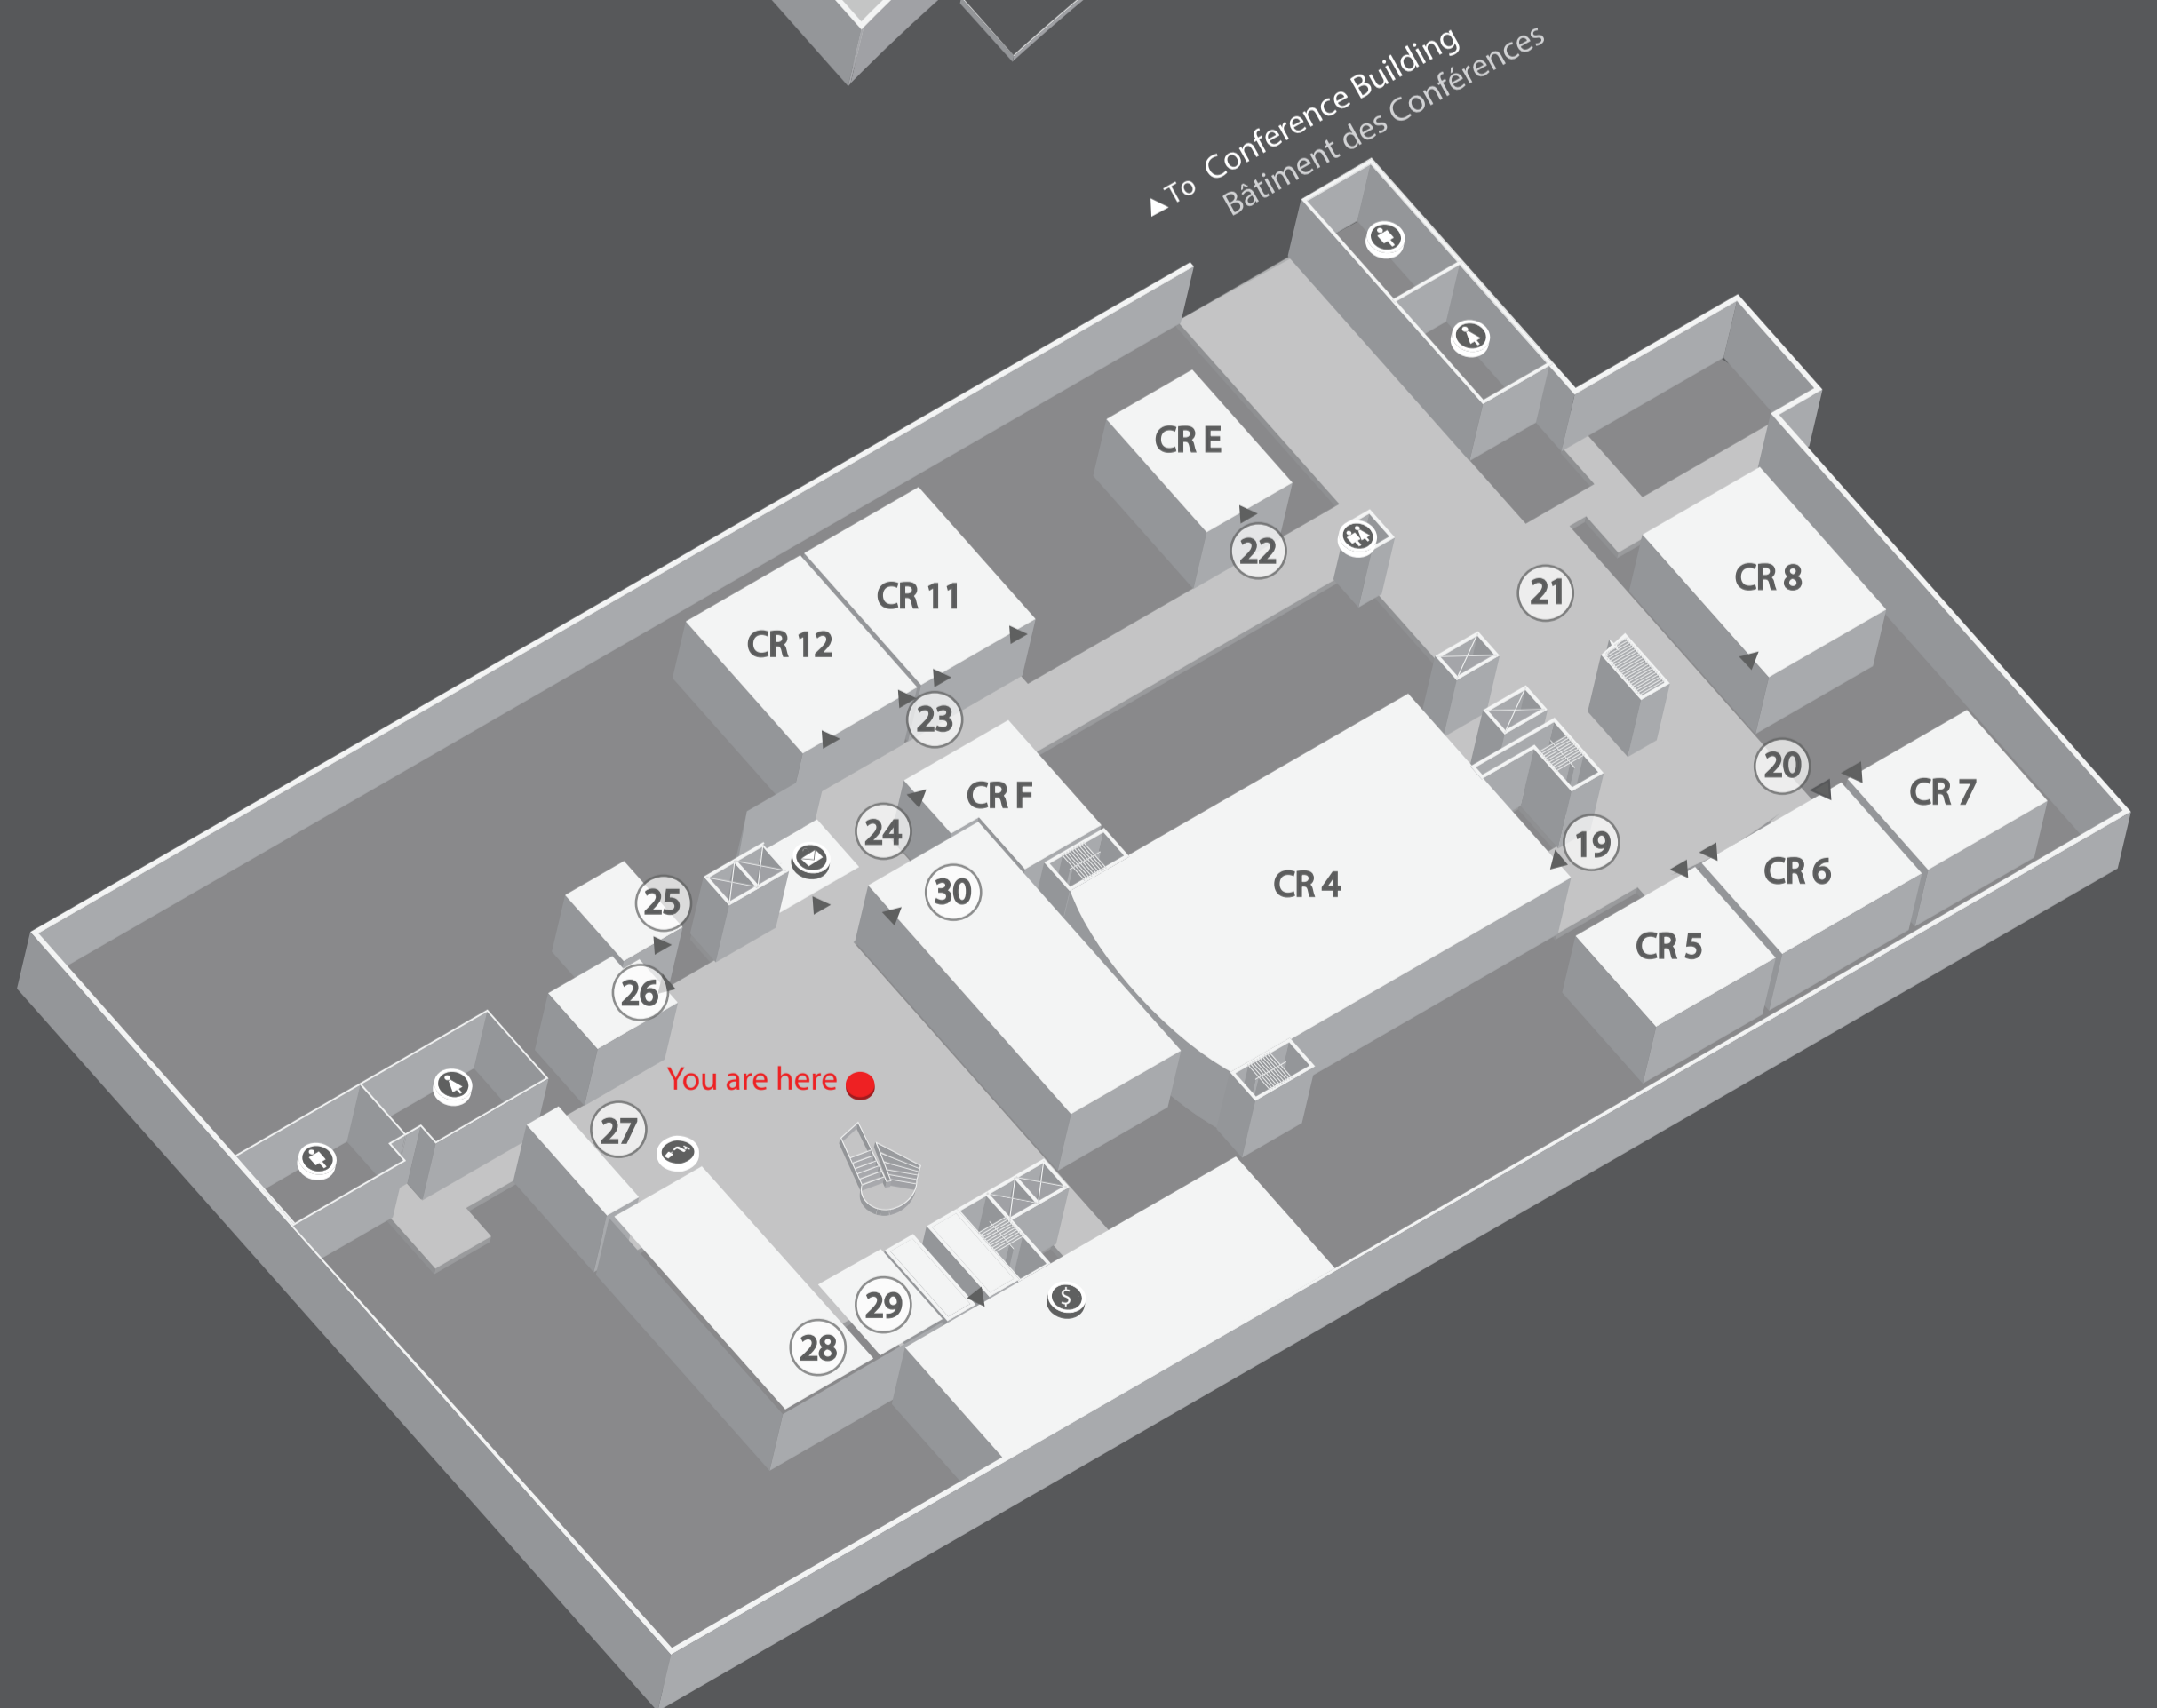 To Conference Building
Bâtiment des Conférences
CR E
22
CR 11
CR 12
23
21
CR 8
20
CR 7
CR F
24
19
CR 6
30
CR 4
CR 5
25
26
You are here
27
$
29
28